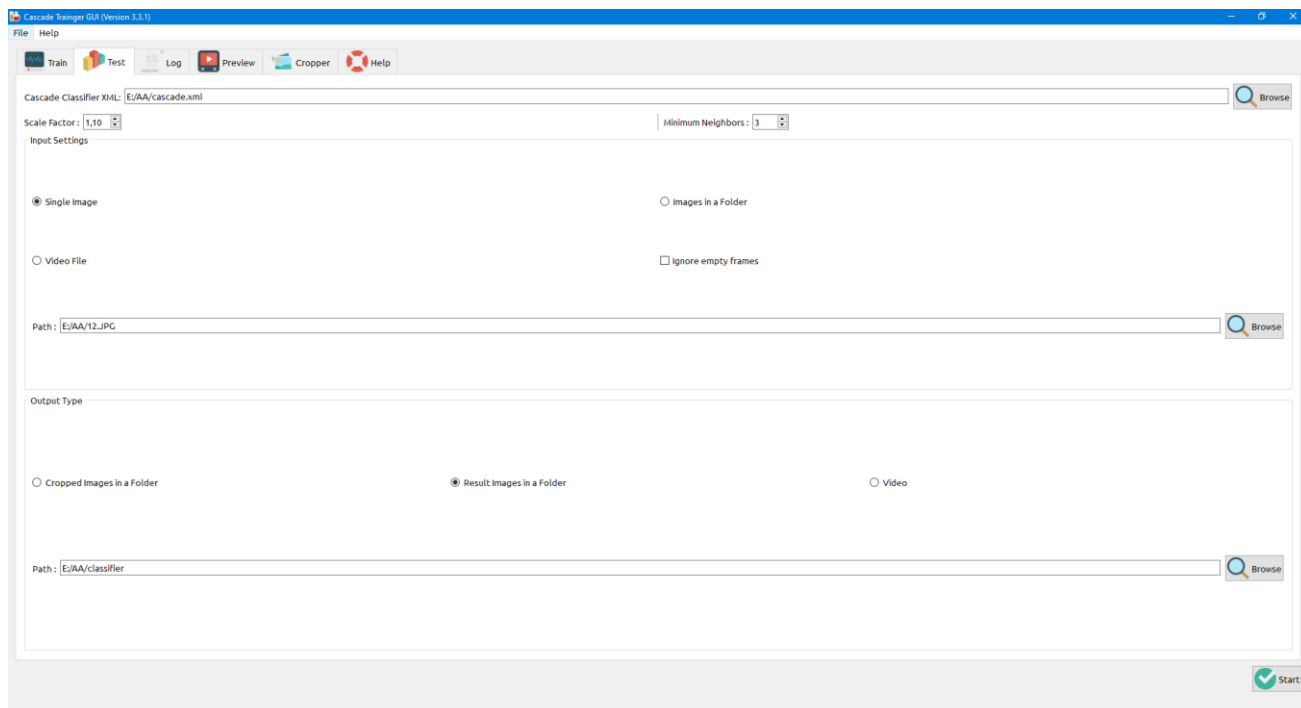 Cascade Trainger GUI (Version 3.3.1)
File Help
Train Test Log Preview Cropper Help
Cascade Classifier XML: E:/AA/cascade.xml Browse
Scale Factor : 1,10 Minimum Neighbors : 3
Input Settings
Single Image Images in a Folder
Video File Ignore empty frames
Path : E:/AA/12.JPG Browse
Output Type
Cropped Images in a Folder Result Images in a Folder Video
Path : E:/AA/classifier Browse
Start